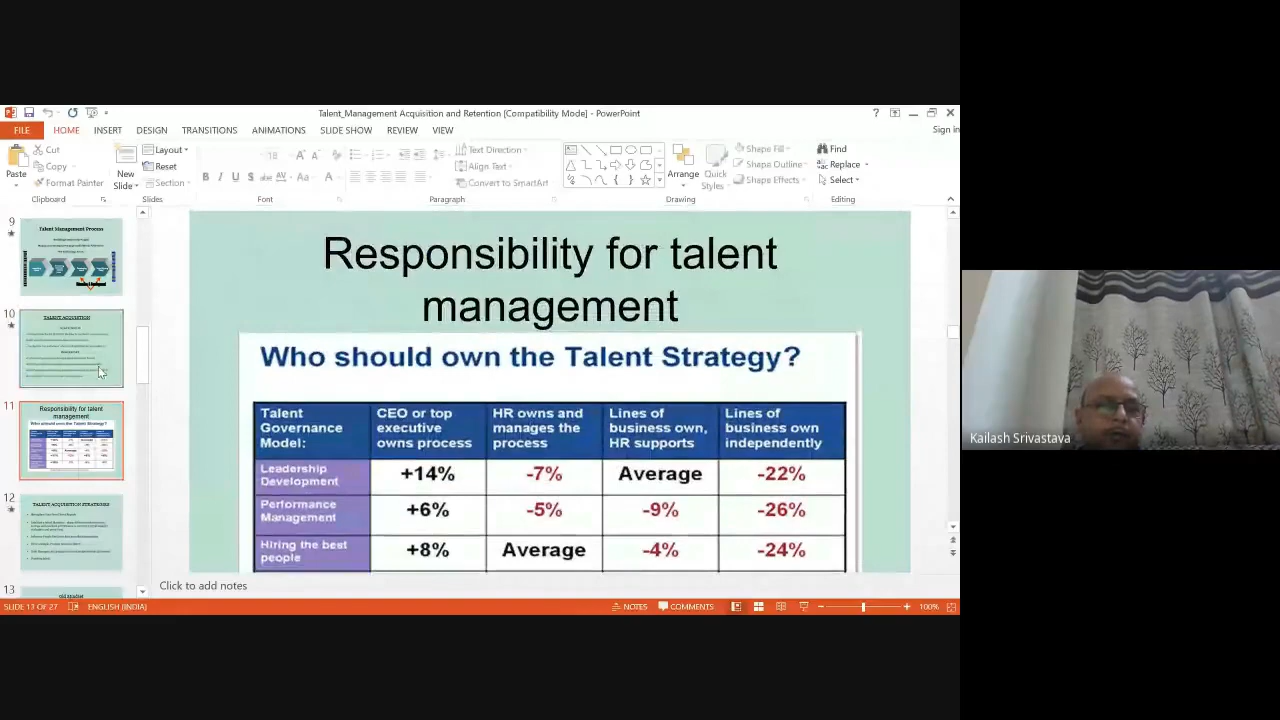 Talent_Management Acquisition and Retention [Compatibility Mode] - PowerPoint
? 
FILE HOME INSERT DESIGN TRANSITIONS ANIMATIONS SLIDE SHOW REVIEW VIEW Sign in
Paste
Cut
Copy
Format Painter
Clipboard
New Slide
Layout
Reset
Section
Slides
18
B I U S abc AV Aa A
Font
Text Direction
Align Text
Convert to SmartArt
Paragraph
Arrange
Quick Styles
Shape Fill
Shape Outline
Shape Effects
Drawing
Find
Replace
Select
Editing
9
Talent Management Process
10
TALENT ACQUISITION
11
Responsibility for talent
management
Who should own the Talent Strategy?
12
TALENT ACQUISITION STRATEGIES
13
Responsibility for talent
management
Who should own the Talent Strategy?
Talent Governance Model:
CEO or top executive owns process
HR owns and manages the process
Lines of business own, HR supports
Lines of business own independently
Leadership Development +14% -7% Average -22%
Performance Management +6% -5% -9% -26%
Hiring the best people +8% Average -4% -24%
Click to add notes
SLIDE 13 OF 27 ENGLISH (INDIA) NOTES COMMENTS 100%
Kailash Srivastava